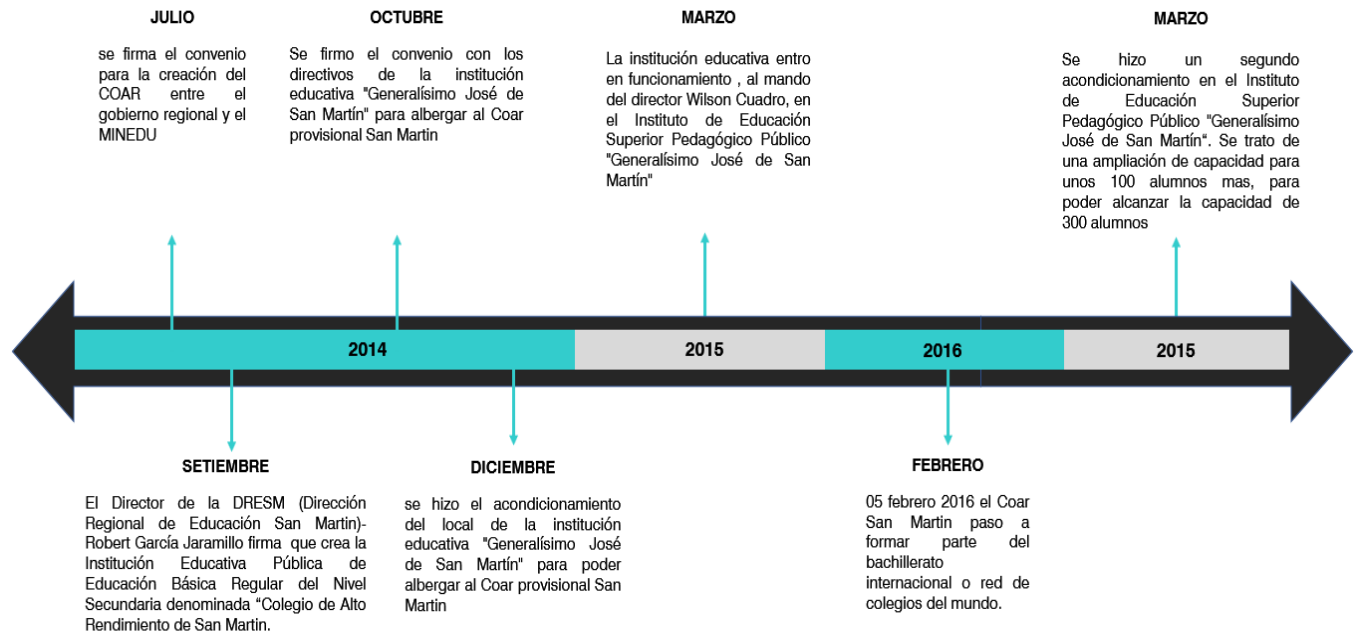 JULIO
se firma el convenio
para la creación del
COAR entre el
gobierno regional y el
MINEDU
OCTUBRE
Se firmo el convenio con los
directivos de la institución
educativa "Generalísimo José de
San Martín" para albergar al Coar
provisional San Martin
MARZO
La institución educativa entro
en funcionamiento , al mando
del director Wilson Cuadro, en
el Instituto de Educación
Superior Pedagógico Público
"Generalísimo José de San
Martín"
MARZO
Se hizo un segundo
acondicionamiento en el Instituto
de Educación Superior
Pedagógico Público "Generalísimo
José de San Martín“. Se trato de
una ampliación de capacidad para
unos 100 alumnos mas, para
poder alcanzar la capacidad de
300 alumnos
2014
2015
2016
2015
SETIEMBRE
El Director de la DRESM (Dirección
Regional de Educación San Martin)-
Robert García Jaramillo firma que crea la
Institución Educativa Pública de
Educación Básica Regular del Nivel
Secundaria denominada “Colegio de Alto
Rendimiento de San Martin.
DICIEMBRE
se hizo el acondicionamiento
del local de la institución
educativa "Generalísimo José
de San Martín" para poder
albergar al Coar provisional San
Martin
FEBRERO
05 febrero 2016 el Coar
San Martin paso a
formar parte del
bachillerato
internacional o red de
colegios del mundo.